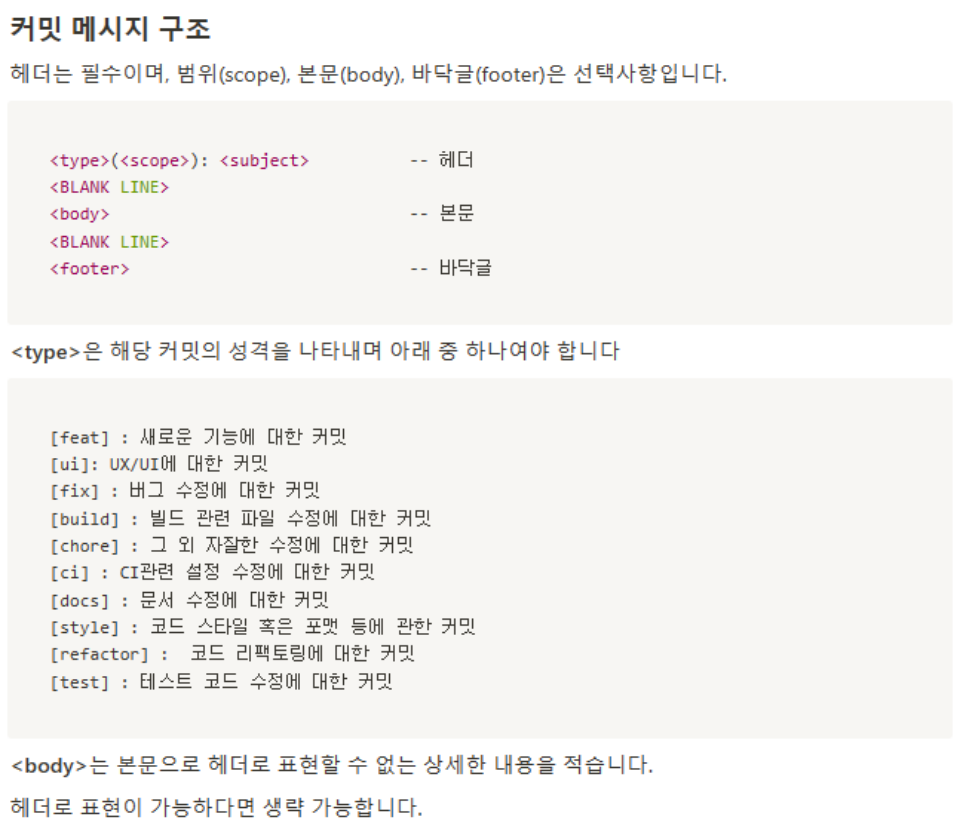 커밋 메시지 구조
헤더는 필수이며, 범위(scope), 본문(body), 바닥글(footer)은 선택사항입니다.
<type>(<scope>): <subject> -- 헤더
<BLANK LINE>
<body> -- 본문
<BLANK LINE>
<footer> -- 바닥글
<type>은 해당 커밋의 성격을 나타내며 아래 중 하나여야 합니다
[feat] : 새로운 기능에 대한 커밋
[ui]: UX/UI에 대한 커밋
[fix] : 버그 수정에 대한 커밋
[build] : 빌드 관련 파일 수정에 대한 커밋
[chore] : 그 외 자잘한 수정에 대한 커밋
[ci] : CI관련 설정 수정에 대한 커밋
[docs] : 문서 수정에 대한 커밋
[style] : 코드 스타일 혹은 포맷 등에 관한 커밋
[refactor] :  코드 리팩토링에 대한 커밋
[test] : 테스트 코드 수정에 대한 커밋
<body>는 본문으로 헤더로 표현할 수 없는 상세한 내용을 적습니다.
헤더로 표현이 가능하다면 생략 가능합니다.